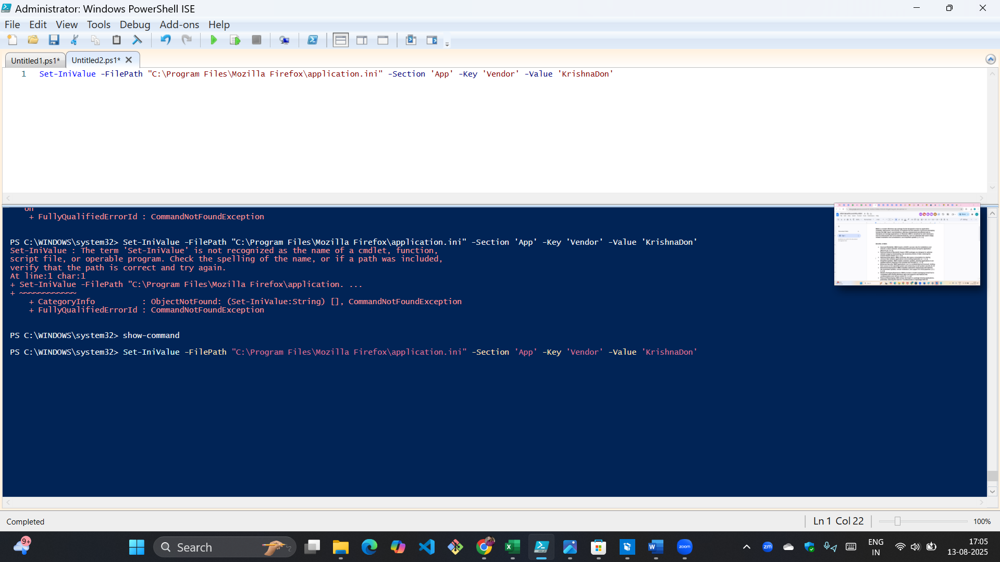 Administrator: Windows PowerShell ISE
File Edit View Tools Debug Add-ons Help
Untitled1.ps1* Untitled2.ps1*
1 Set-IniValue -FilePath "C:\Program Files\Mozilla Firefox\application.ini" -Section 'App' -Key 'Vendor' -Value 'KrishnaDon'
on
+ FullyQualifiedErrorId : CommandNotFoundException
PS C:\WINDOWS\system32> Set-IniValue -FilePath "C:\Program Files\Mozilla Firefox\application.ini" -Section 'App' -Key 'Vendor' -Value 'KrishnaDon'
Set-IniValue : The term 'Set-IniValue' is not recognized as the name of a cmdlet, function,
script file, or operable program. Check the spelling of the name, or if a path was included,
verify that the path is correct and try again.
At line:1 char:1
+ Set-IniValue -FilePath "C:\Program Files\Mozilla Firefox\application. ...
+ ~~~~~~~~~~~~
+ CategoryInfo : ObjectNotFound: (Set-IniValue:String) [], CommandNotFoundException
+ FullyQualifiedErrorId : CommandNotFoundException
PS C:\WINDOWS\system32> show-command
PS C:\WINDOWS\system32> Set-IniValue -FilePath "C:\Program Files\Mozilla Firefox\application.ini" -Section 'App' -Key 'Vendor' -Value 'KrishnaDon'
Completed
Ln 1 Col 22
100%
9+
Search
zoom
zm
ENG
IN
17:05
13-08-2025